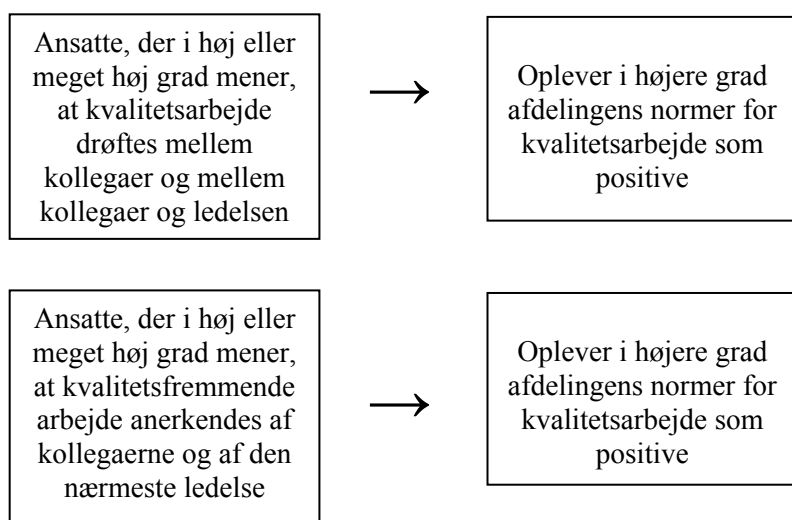 Ansatte, der i høj eller
meget høj grad mener,
at kvalitetsarbejde
drøftes mellem
kollegaer og mellem
kollegaer og ledelsen
Oplever i højere grad
afdelingens normer for
kvalitetsarbejde som
positive
Ansatte, der i høj eller
meget høj grad mener,
at kvalitetsfremmende
arbejde anerkendes af
kollegaerne og af den
nærmeste ledelse
Oplever i højere grad
afdelingens normer for
kvalitetsarbejde som
positive